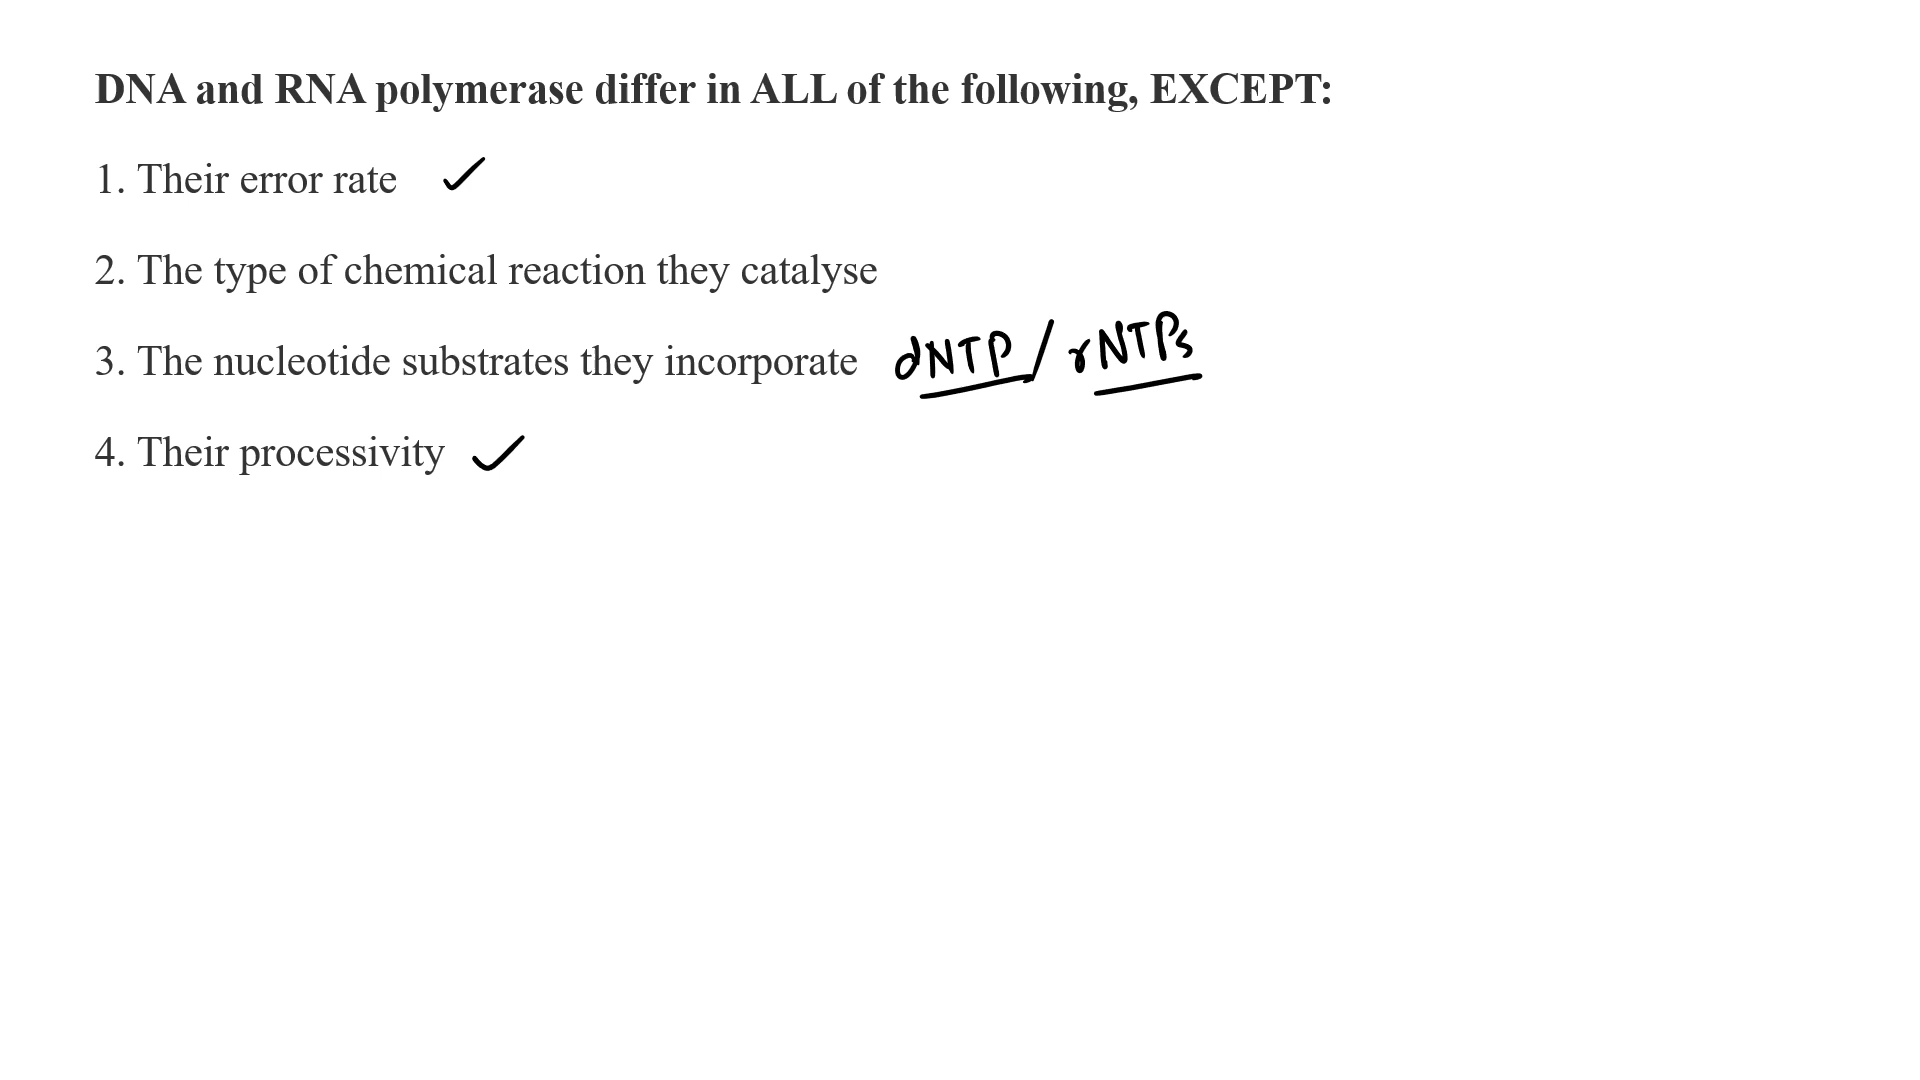 DNA and RNA polymerase differ in ALL of the following, EXCEPT:
1. Their error rate ✓
2. The type of chemical reaction they catalyse
3. The nucleotide substrates they incorporate dNTP / rNTPs
4. Their processivity ✓